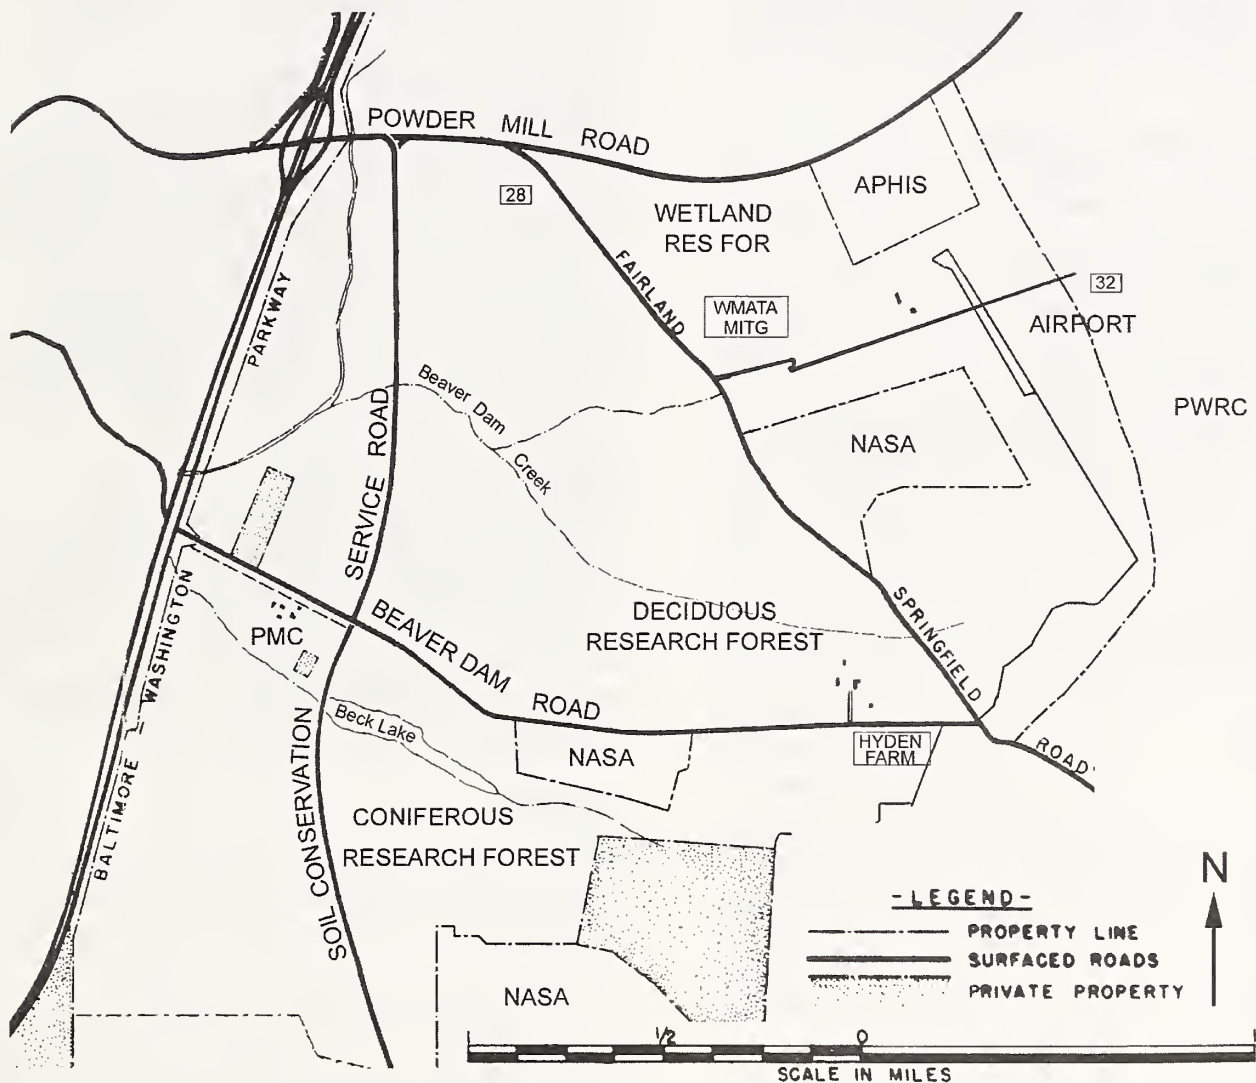 POWDER MILL ROAD
28
WETLAND
RES FOR
APHIS
FAIRLAND
WMATA
MITG
32
AIRPORT
PARKWAY
Beaver Dam
Creek
PWRC
NASA
SERVICE ROAD
DECIDUOUS
RESEARCH FOREST
SPRINGFIELD
ROAD
BEAVER DAM
ROAD
PMC
WASHINGTON
BALTIMORE
Beck Lake
NASA
HYDEN
FARM
SOIL CONSERVATION
CONIFEROUS
RESEARCH FOREST
NASA
N
-LEGEND-
PROPERTY LINE
SURFACED ROADS
PRIVATE PROPERTY
1/2 0
SCALE IN MILES